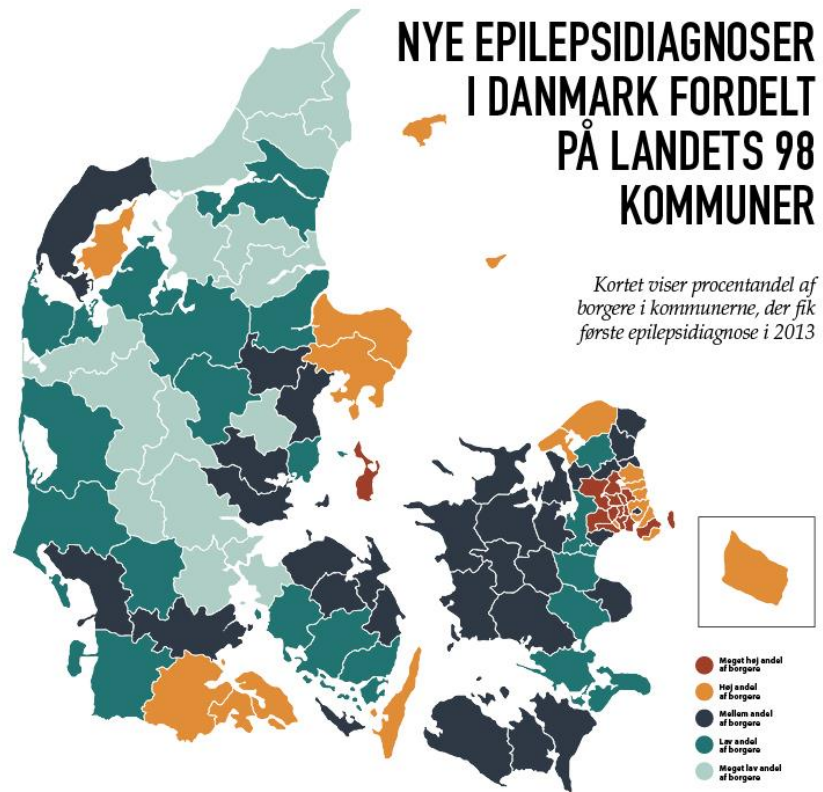 NYE EPILEPSIDIAGNOSER
I DANMARK FORDELT
PÅ LANDETS 98
KOMMUNER
Kortet viser procentandel af
borgere i kommunerne, der fik
første epilepsidiagnose i 2013
Meget høj andel
af borgere
Høj andel
af borgere
Mellem andel
af borgere
Lav andel
af borgere
Meget lav andel
af borgere